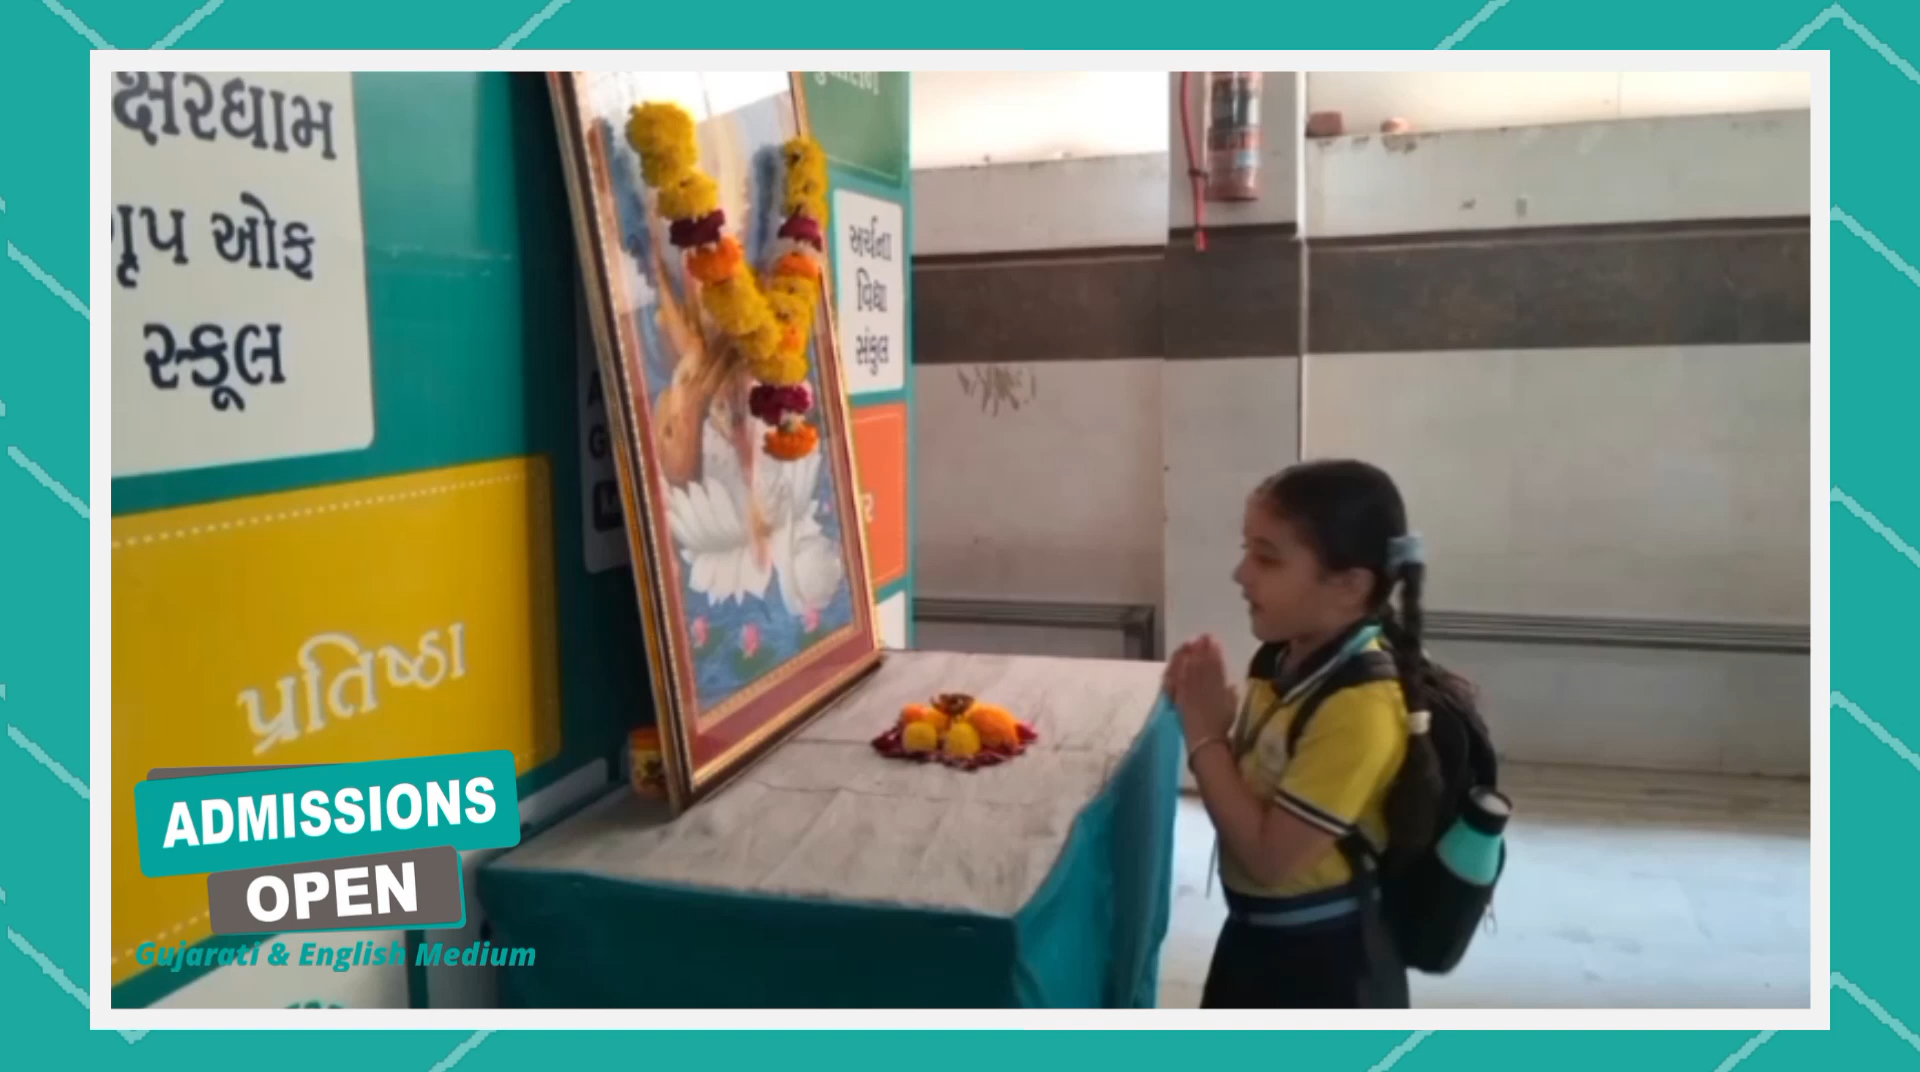 ક્ષરધામ
ગૃપ ઓફ
સ્કૂલ
અર્ચના
વિદ્યા
સંકુલ
પ્રતિષ્ઠા
ADMISSIONS
OPEN
Gujarati & English Medium